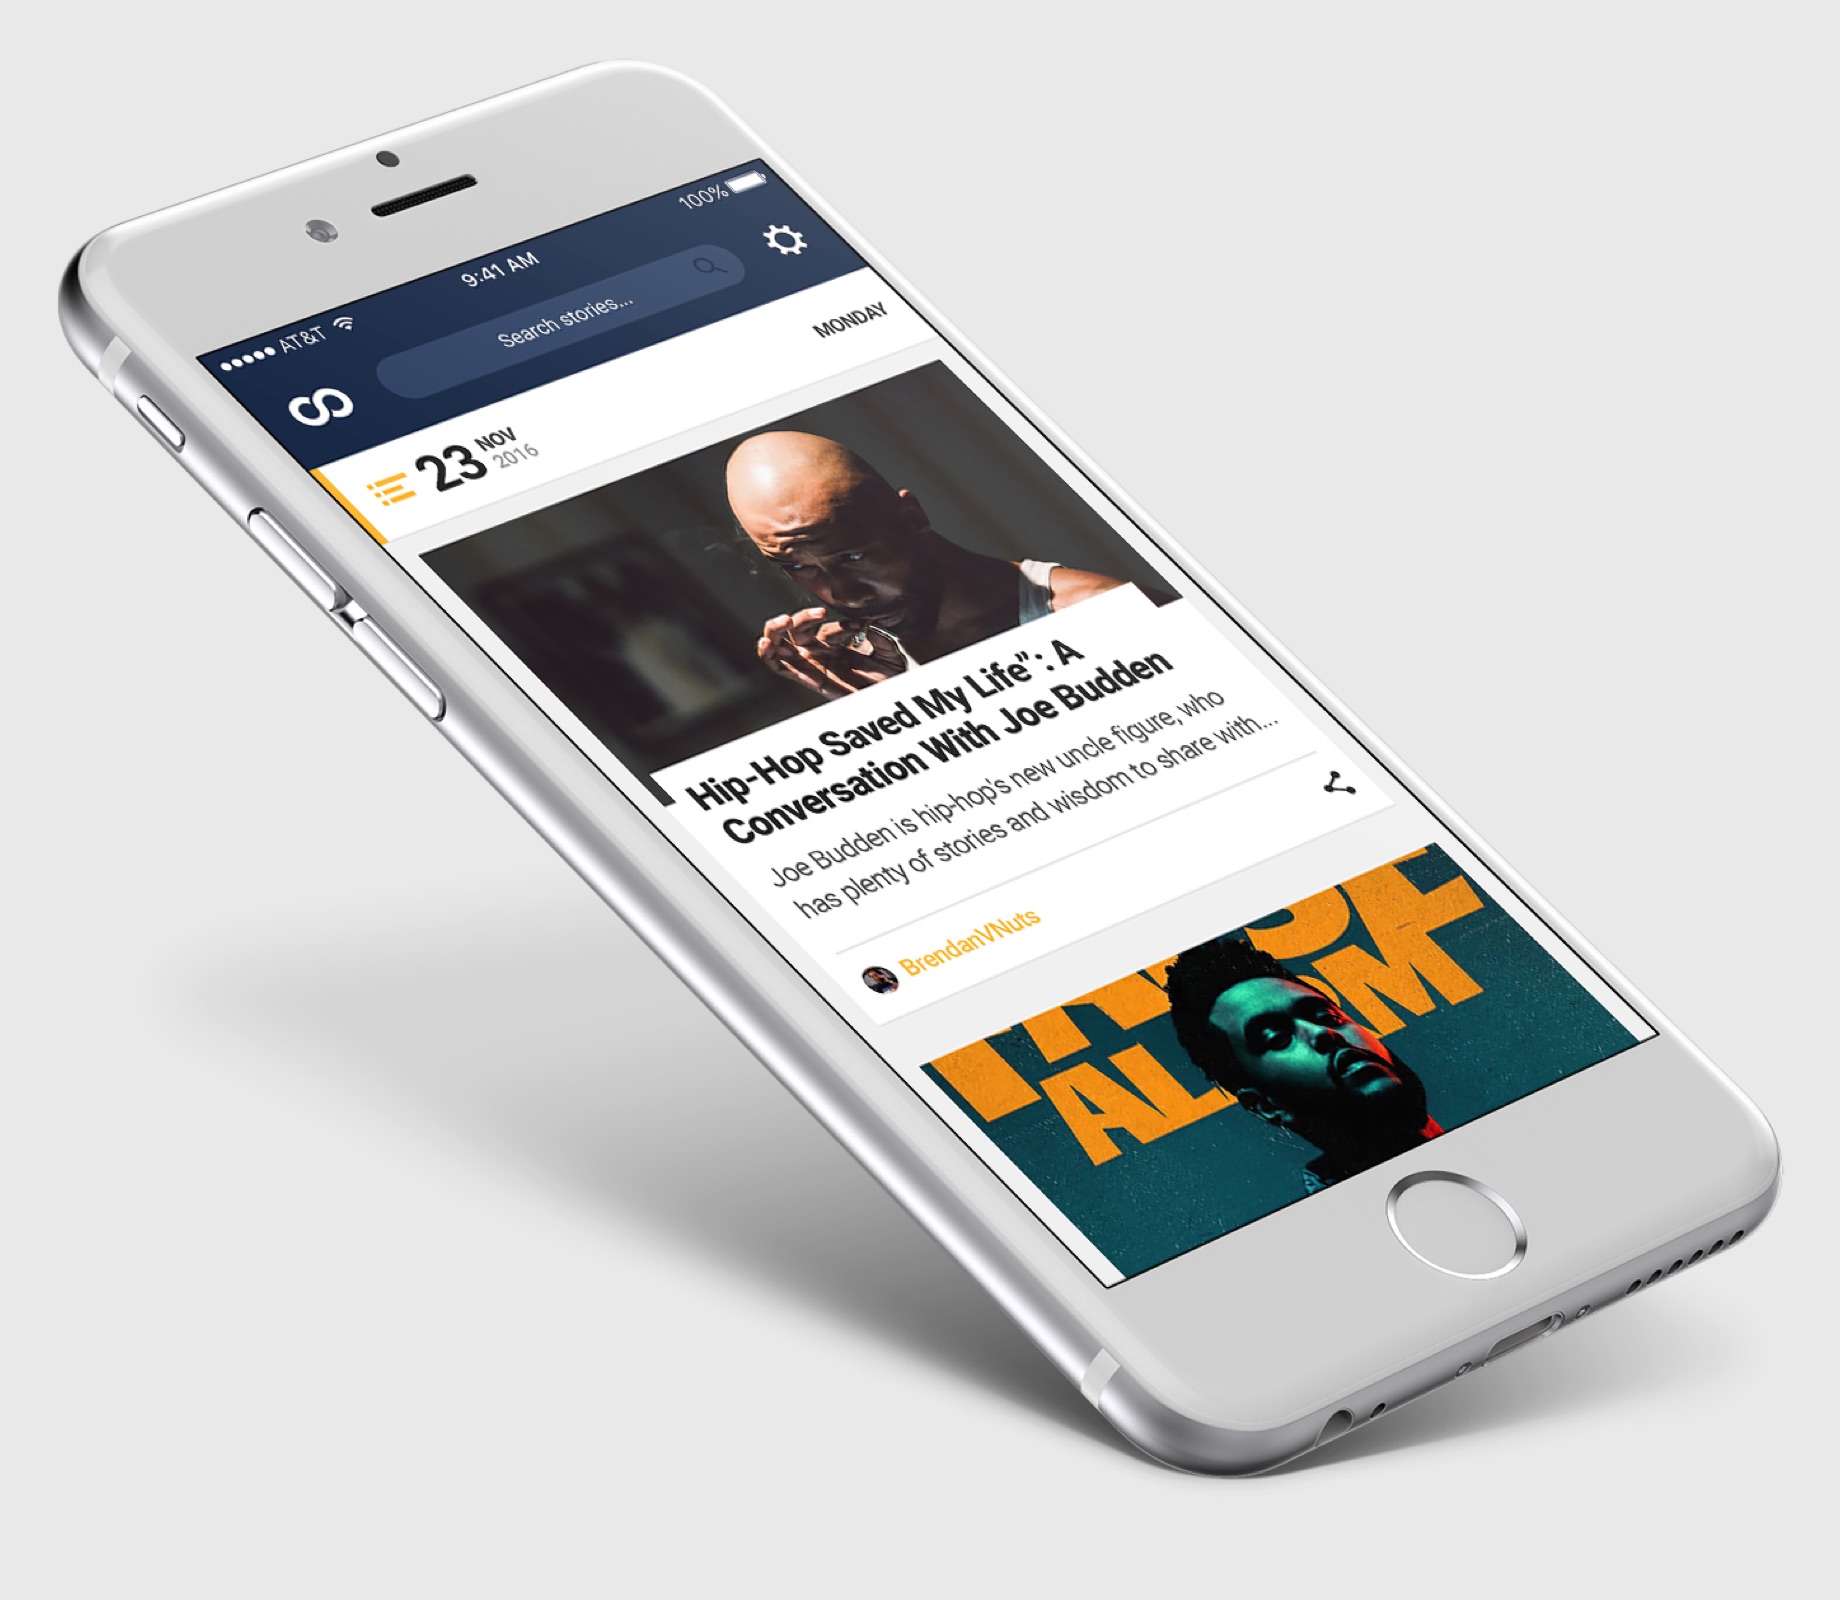 AT&T
9:41 AM
100%
Search stories...
23 NOV
2016
MONDAY
Hip-Hop Saved My Life”: A
Conversation With Joe Budden
Joe Budden is hip-hop's new uncle figure, who
has plenty of stories and wisdom to share with...
BrendanVNuts
ALARM